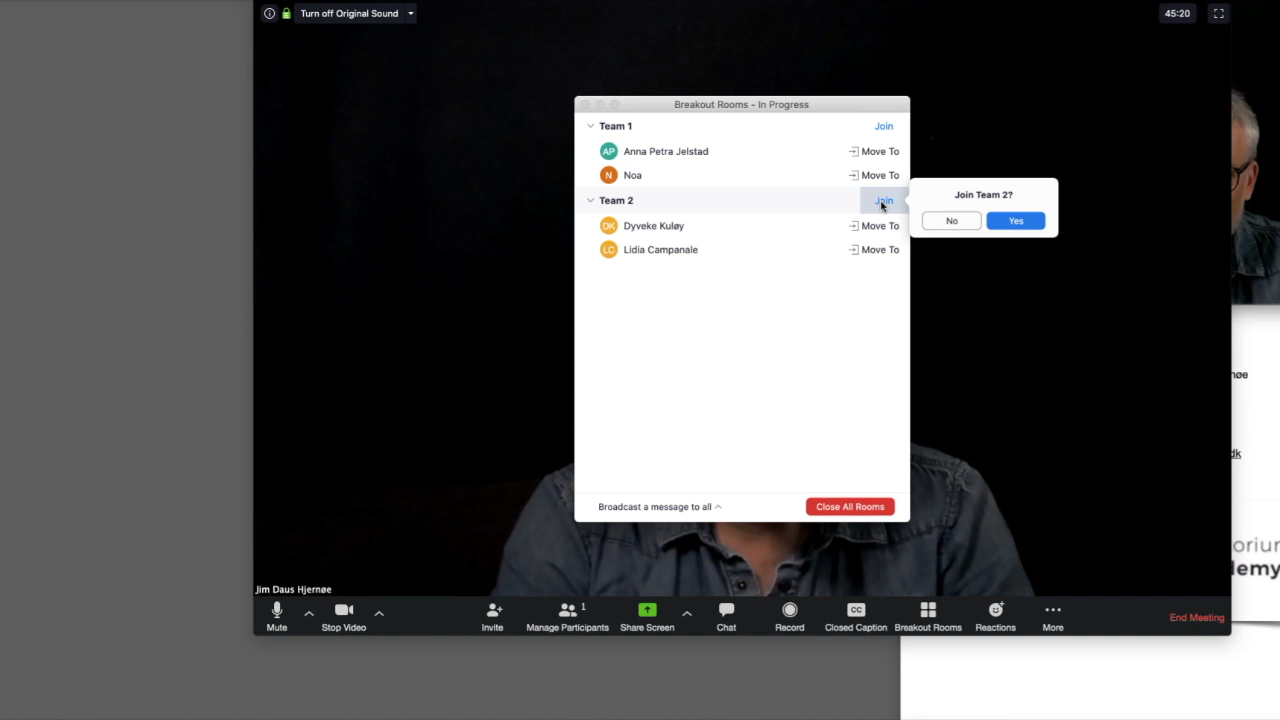 Turn off Original Sound
45:20
Breakout Rooms - In Progress
Team 1 Join
AP Anna Petra Jelstad Move To
N Noa Move To
Team 2 Join
DK Dyveke Kuløy Move To
LC Lidia Campanale Move To
Join Team 2?
No Yes
Broadcast a message to all
Close All Rooms
Jim Daus Hjernøe
Mute
Stop Video
Invite
1
Manage Participants
Share Screen
Chat
Record
CC
Closed Caption
Breakout Rooms
Reactions
More
End Meeting